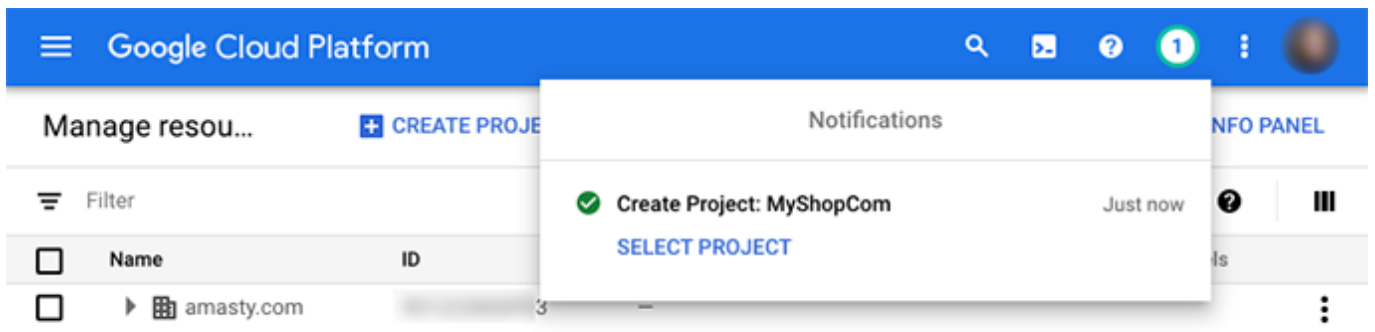 Google Cloud Platform
1
Manage resou...
CREATE PROJE
Notifications
NFO PANEL
Filter
Create Project: MyShopCom
Just now
SELECT PROJECT
Name
ID
ls
amasty.com
3
—